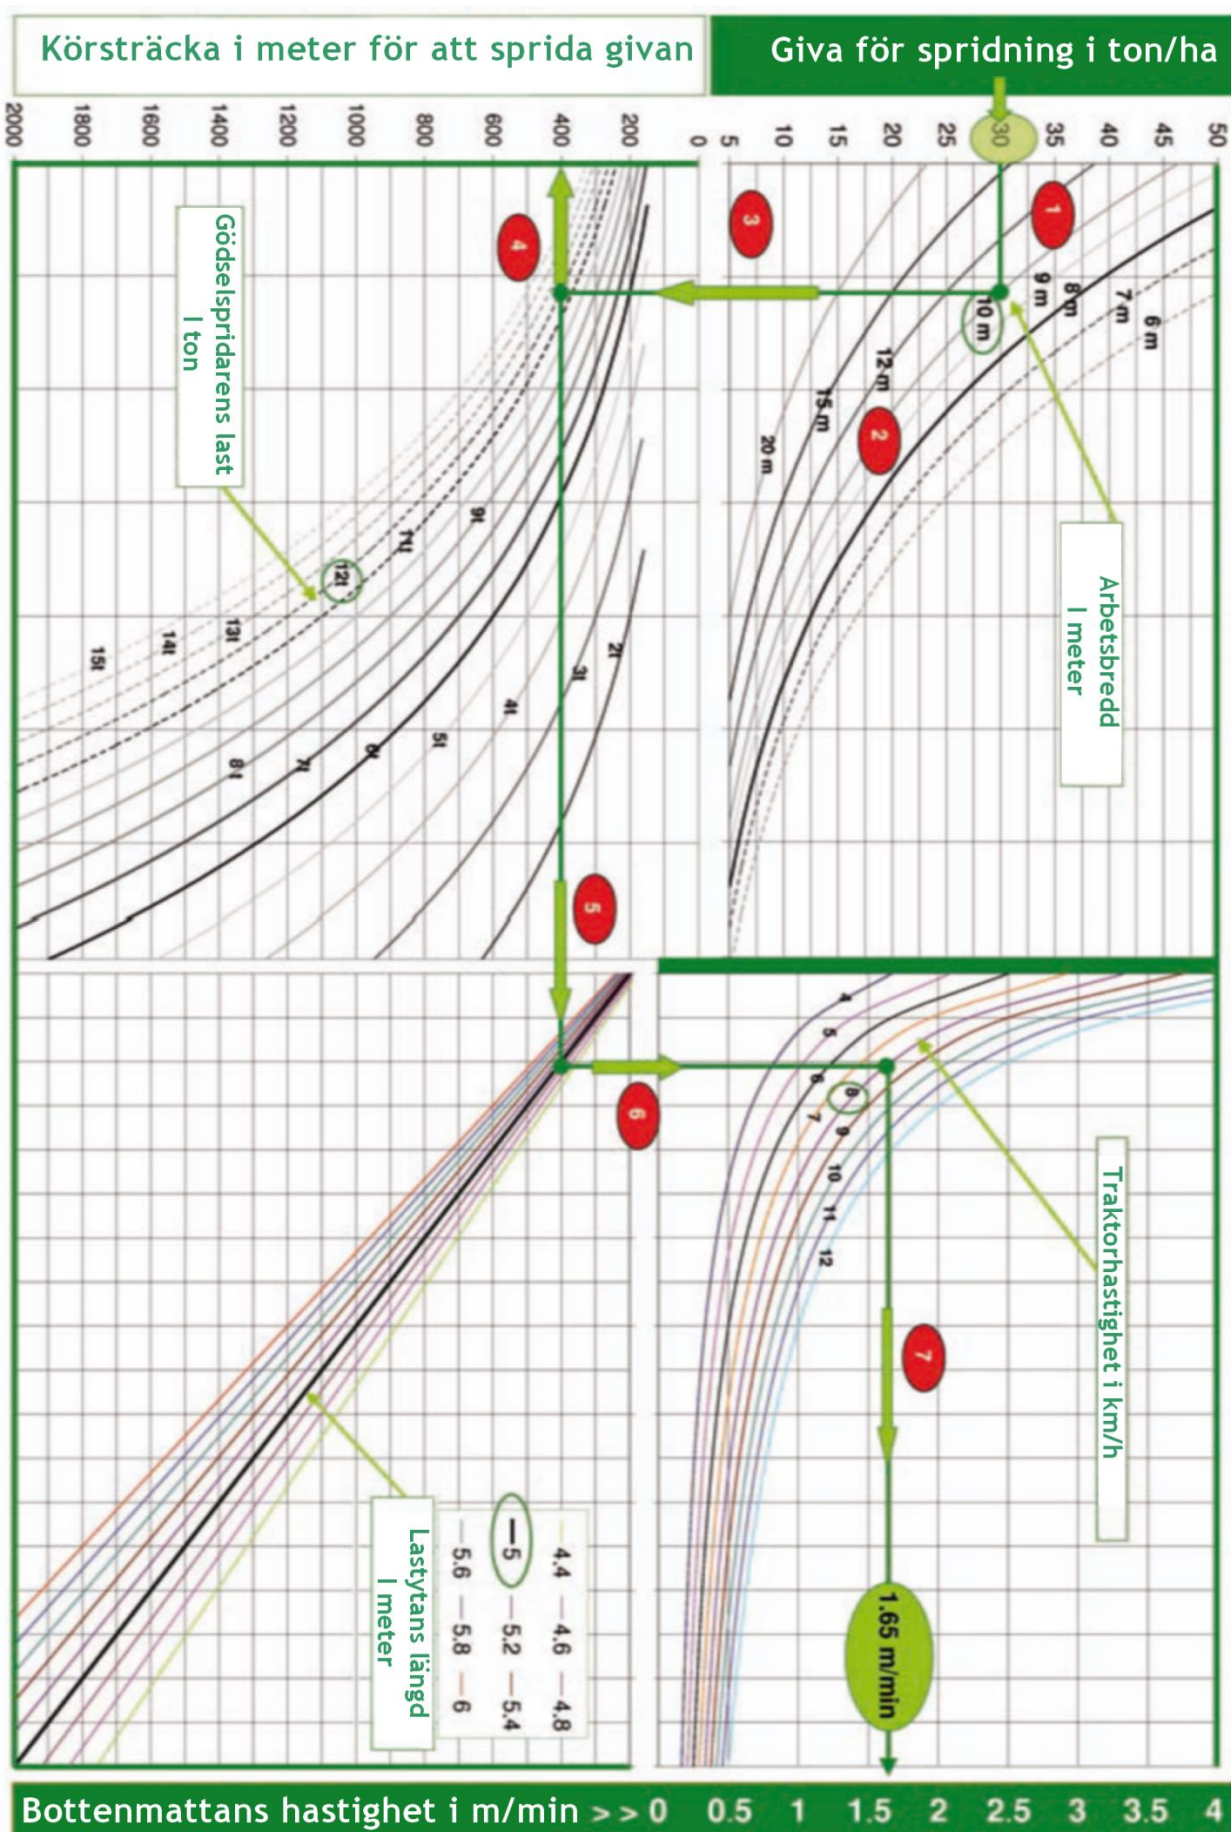 Körsträcka i meter för att sprida givan
Giva för spridning i ton/ha
2000
1800
1600
1400
1200
1000
800
600
400
200
0
5
10
15
20
25
30
35
40
45
50
1
2
3
4
5
6
7
6 m
7 m
8 m
9 m
10 m
12 m
15 m
20 m
Arbetsbredd
I meter
Gödselspridarens last
I ton
2t
3t
4t
5t
6t
7t
8t
9t
11t
12t
13t
14t
15t
4
5
6
7
8
9
10
11
12
Traktorhastighet i km/h
1.65 m/min
4.4 4.6 4.8
5 5.2 5.4
5.6 5.8 6
Lastytans längd
I meter
Bottenmattans hastighet i m/min >> 0 0.5 1 1.5 2 2.5 3 3.5 4